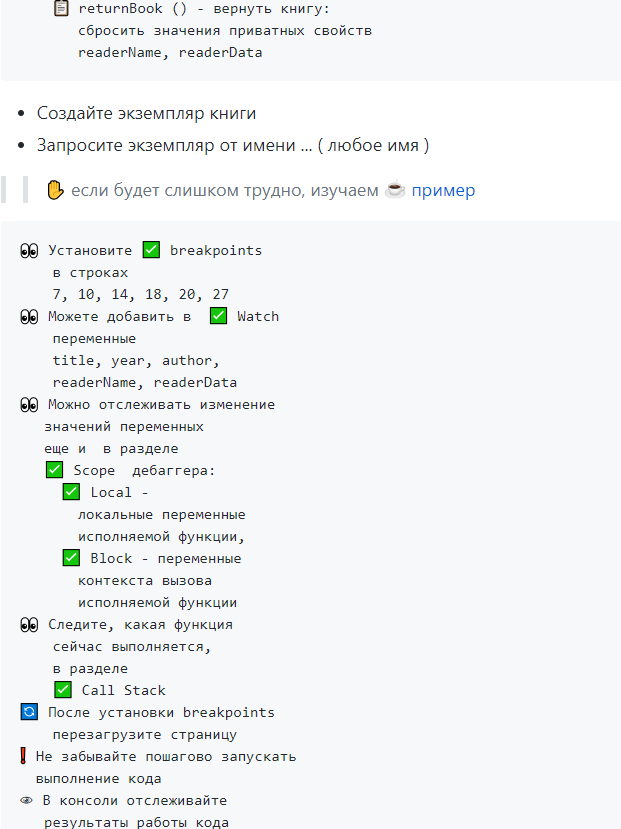 📋 returnBook () - вернуть книгу:
сбросить значения приватных свойств
readerName, readerData
• Создайте экземпляр книги
• Запросите экземпляр от имени ... ( любое имя )
✋ если будет слишком трудно, изучаем ☕ пример
👀 Установите ✅ breakpoints
в строках
7, 10, 14, 18, 20, 27
👀 Можете добавить в ✅ Watch
переменные
title, year, author,
readerName, readerData
👀 Можно отслеживать изменение
значений переменных
еще и в разделе
✅ Scope дебаггера:
✅ Local -
локальные переменные
исполняемой функции,
✅ Block - переменные
контекста вызова
исполняемой функции
👀 Следите, какая функция
сейчас выполняется,
в разделе
✅ Call Stack
🔄 После установки breakpoints
перезагрузите страницу
❗ Не забывайте пошагово запускать
выполнение кода
👁 В консоли отслеживайте
результаты работы кода